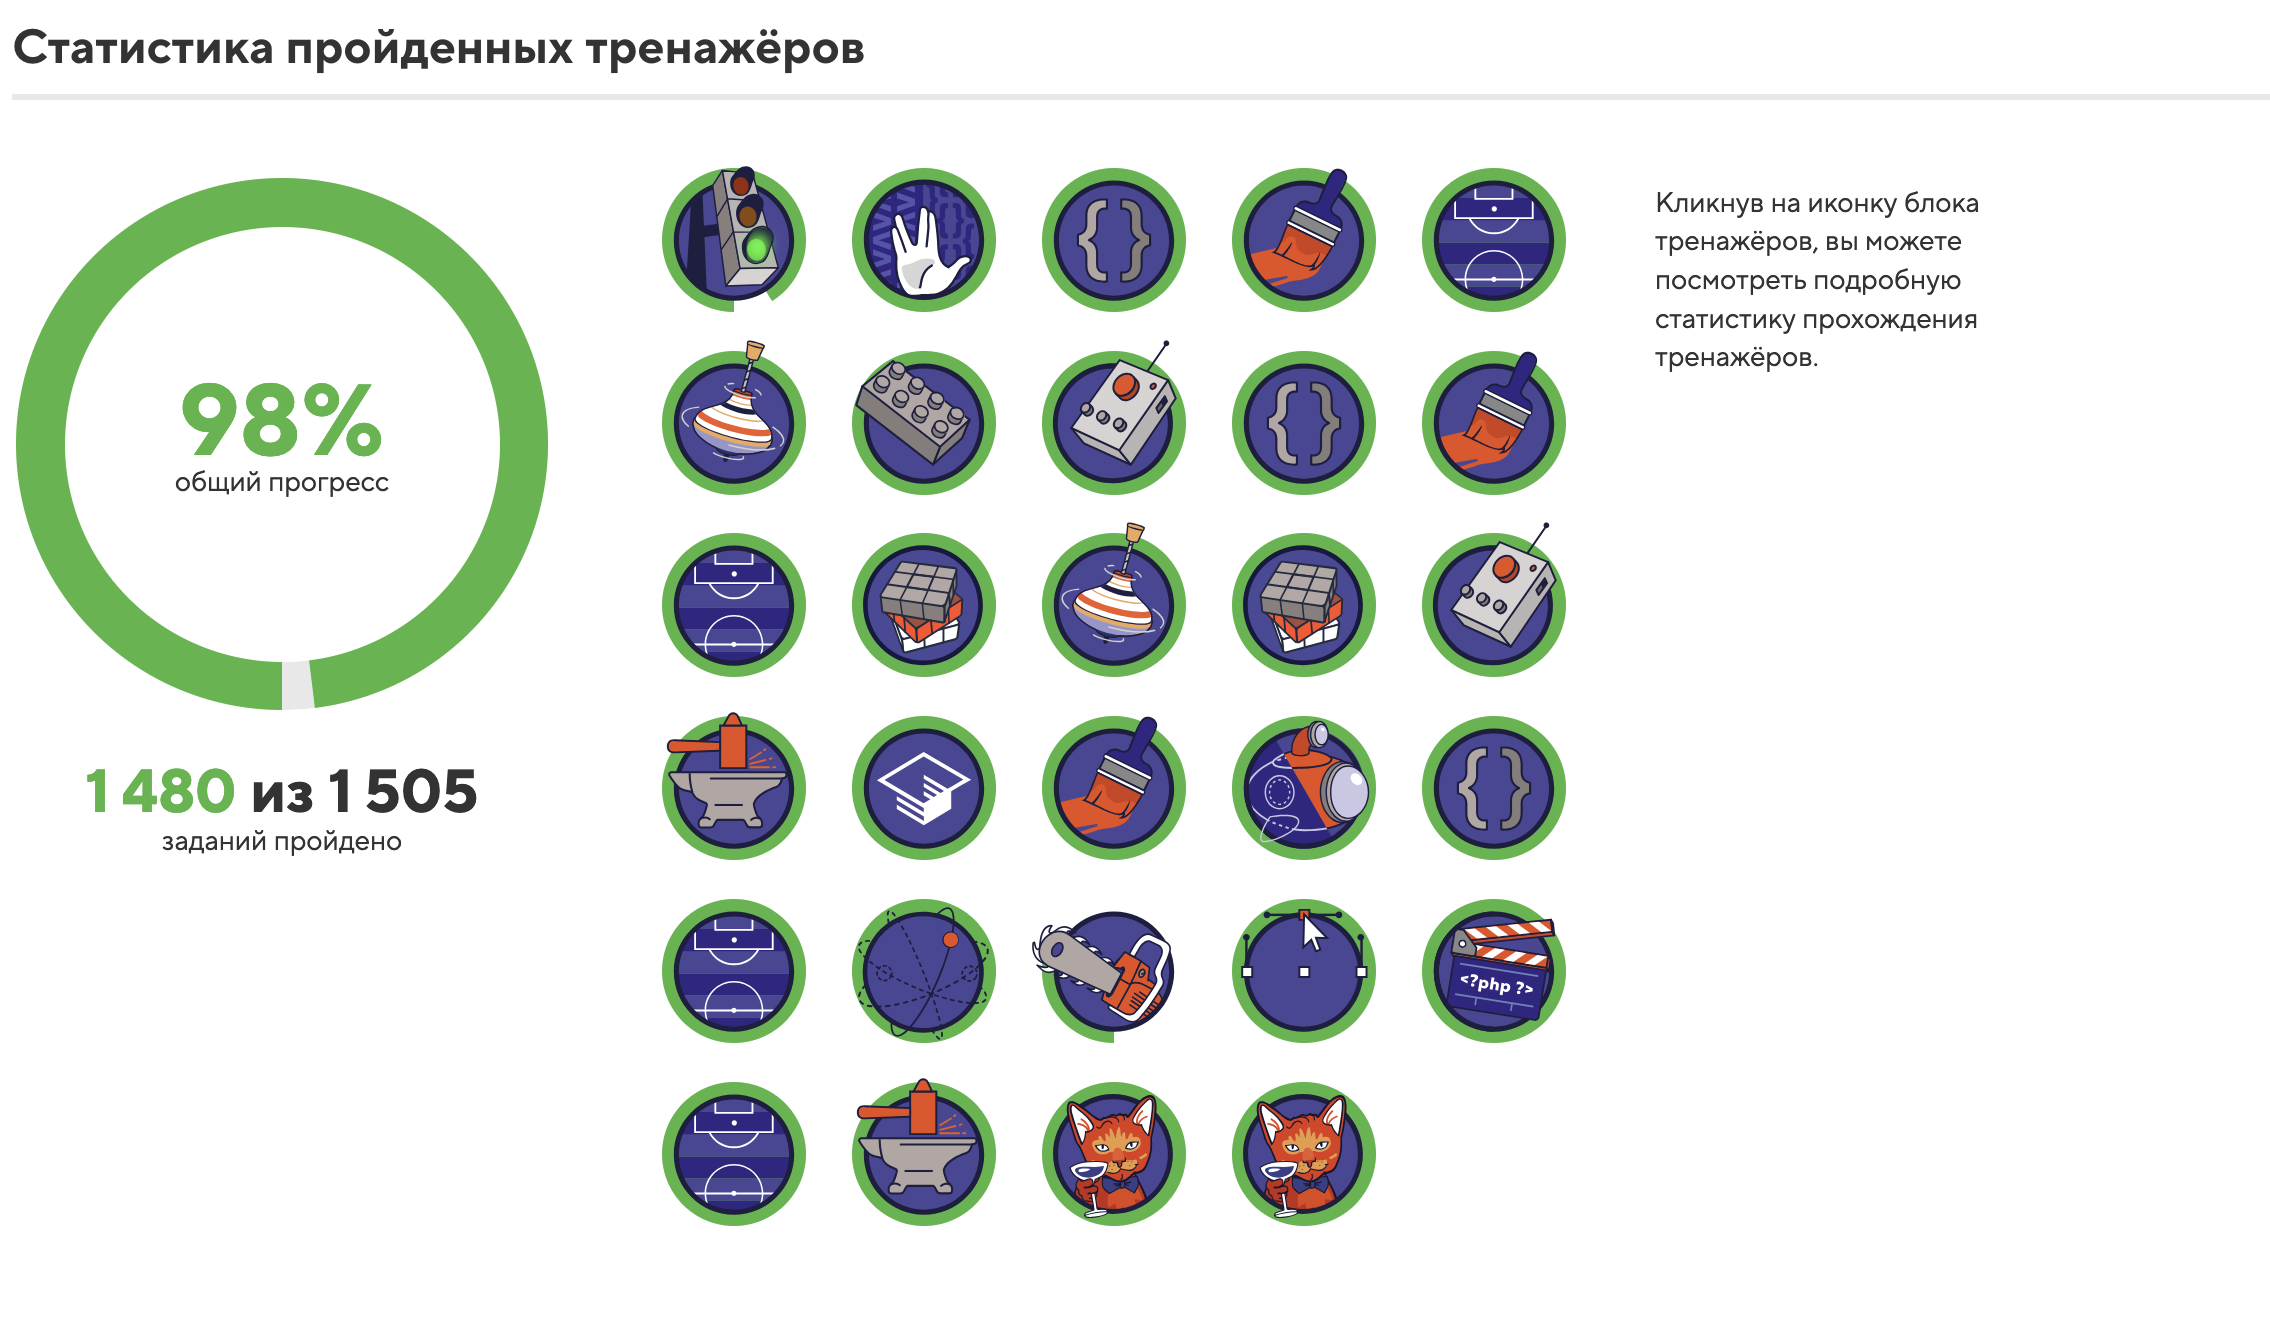 Статистика пройденных тренажёров
98%
общий прогресс
1 480 из 1 505
заданий пройдено
<?php ?>
Кликнув на иконку блока
тренажёров, вы можете
посмотреть подробную
статистику прохождения
тренажёров.